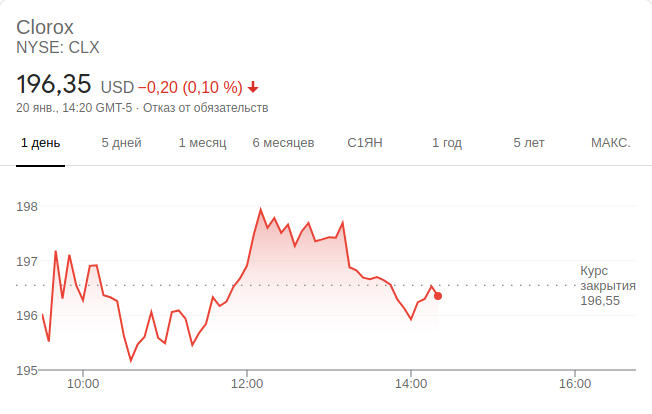 Clorox
NYSE: CLX
196,35 USD −0,20 (0,10 %)
20 янв., 14:20 GMT-5 · Отказ от обязательств
1 день 5 дней 1 месяц 6 месяцев С1ЯН 1 год 5 лет МАКС.
198
197
Курс
закрытия
196,55
196
195
10:00 12:00 14:00 16:00